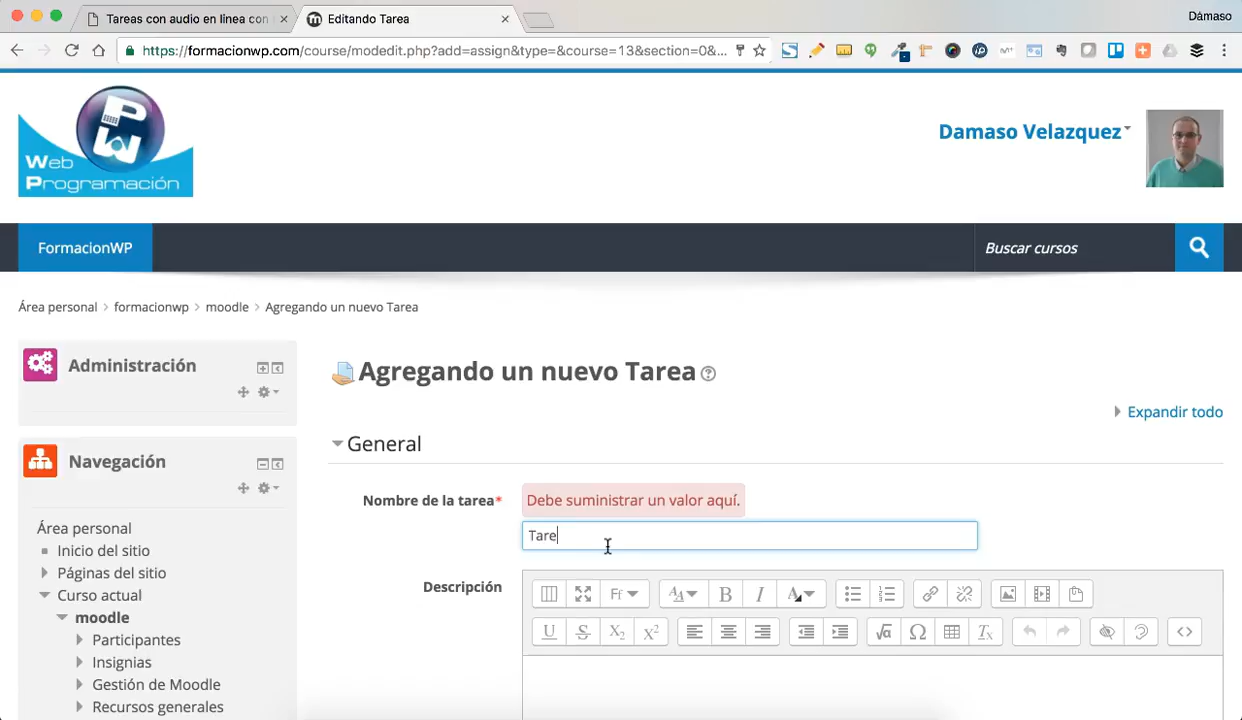 Tareas con audio en línea con
Editando Tarea
Dámaso
https://formacionwp.com/course/modedit.php?add=assign&type=&course=13&section=0&...
PW
Web
Programación
Damaso Velazquez
FormacionWP
Buscar cursos
Área personal > formacionwp > moodle > Agregando un nuevo Tarea
Administración
Agregando un nuevo Tarea
Expandir todo
General
Navegación
Nombre de la tarea* Debe suministrar un valor aquí.
Tare
Descripción
Área personal
Inicio del sitio
Páginas del sitio
Curso actual
moodle
Participantes
Insignias
Gestión de Moodle
Recursos generales